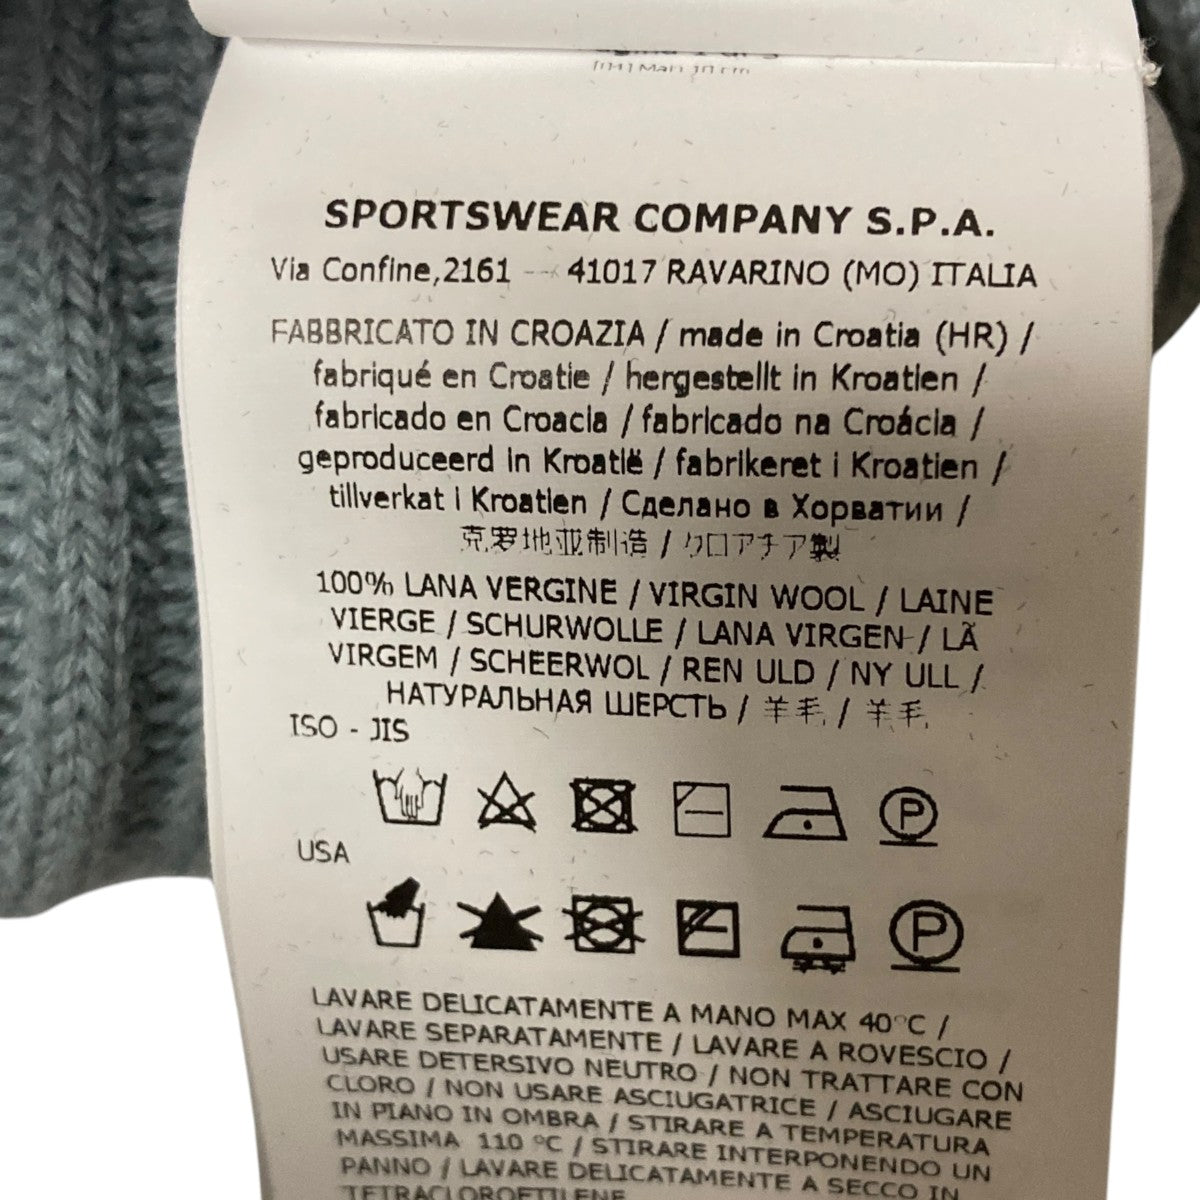 SPORTSWEAR COMPANY S.P.A.
Via Confine,2161 -- 41017 RAVARINO (MO) ITALIA
FABBRICATO IN CROAZIA / made in Croatia (HR) /
fabriqué en Croatie / hergestellt in Kroatien /
fabricado en Croacia / fabricado na Croácia /
geproduceerd in Kroatië / fabrikeret i Kroatien /
tillverkat i Kroatien / Сделано в Хорватии /
克罗地亚制造 / クロアチア製
100% LANA VERGINE / VIRGIN WOOL / LAINE
VIERGE / SCHURWOLLE / LANA VIRGEN / LÃ
VIRGEM / SCHEERWOL / REN ULD / NY ULL /
НАТУРАЛЬНАЯ ШЕРСТЬ / 羊毛 / 羊毛
ISO - JIS
P
USA
P
LAVARE DELICATAMENTE A MANO MAX 40°C /
LAVARE SEPARATAMENTE / LAVARE A ROVESCIO /
USARE DETERSIVO NEUTRO / NON TRATTARE CON
CLORO / NON USARE ASCIUGATRICE / ASCIUGARE
IN PIANO IN OMBRA / STIRARE A TEMPERATURA
MASSIMA 110 °C / STIRARE INTERPONENDO UN
PANNO / LAVARE DELICATAMENTE A SECCO IN
TETRACLOROETILENE